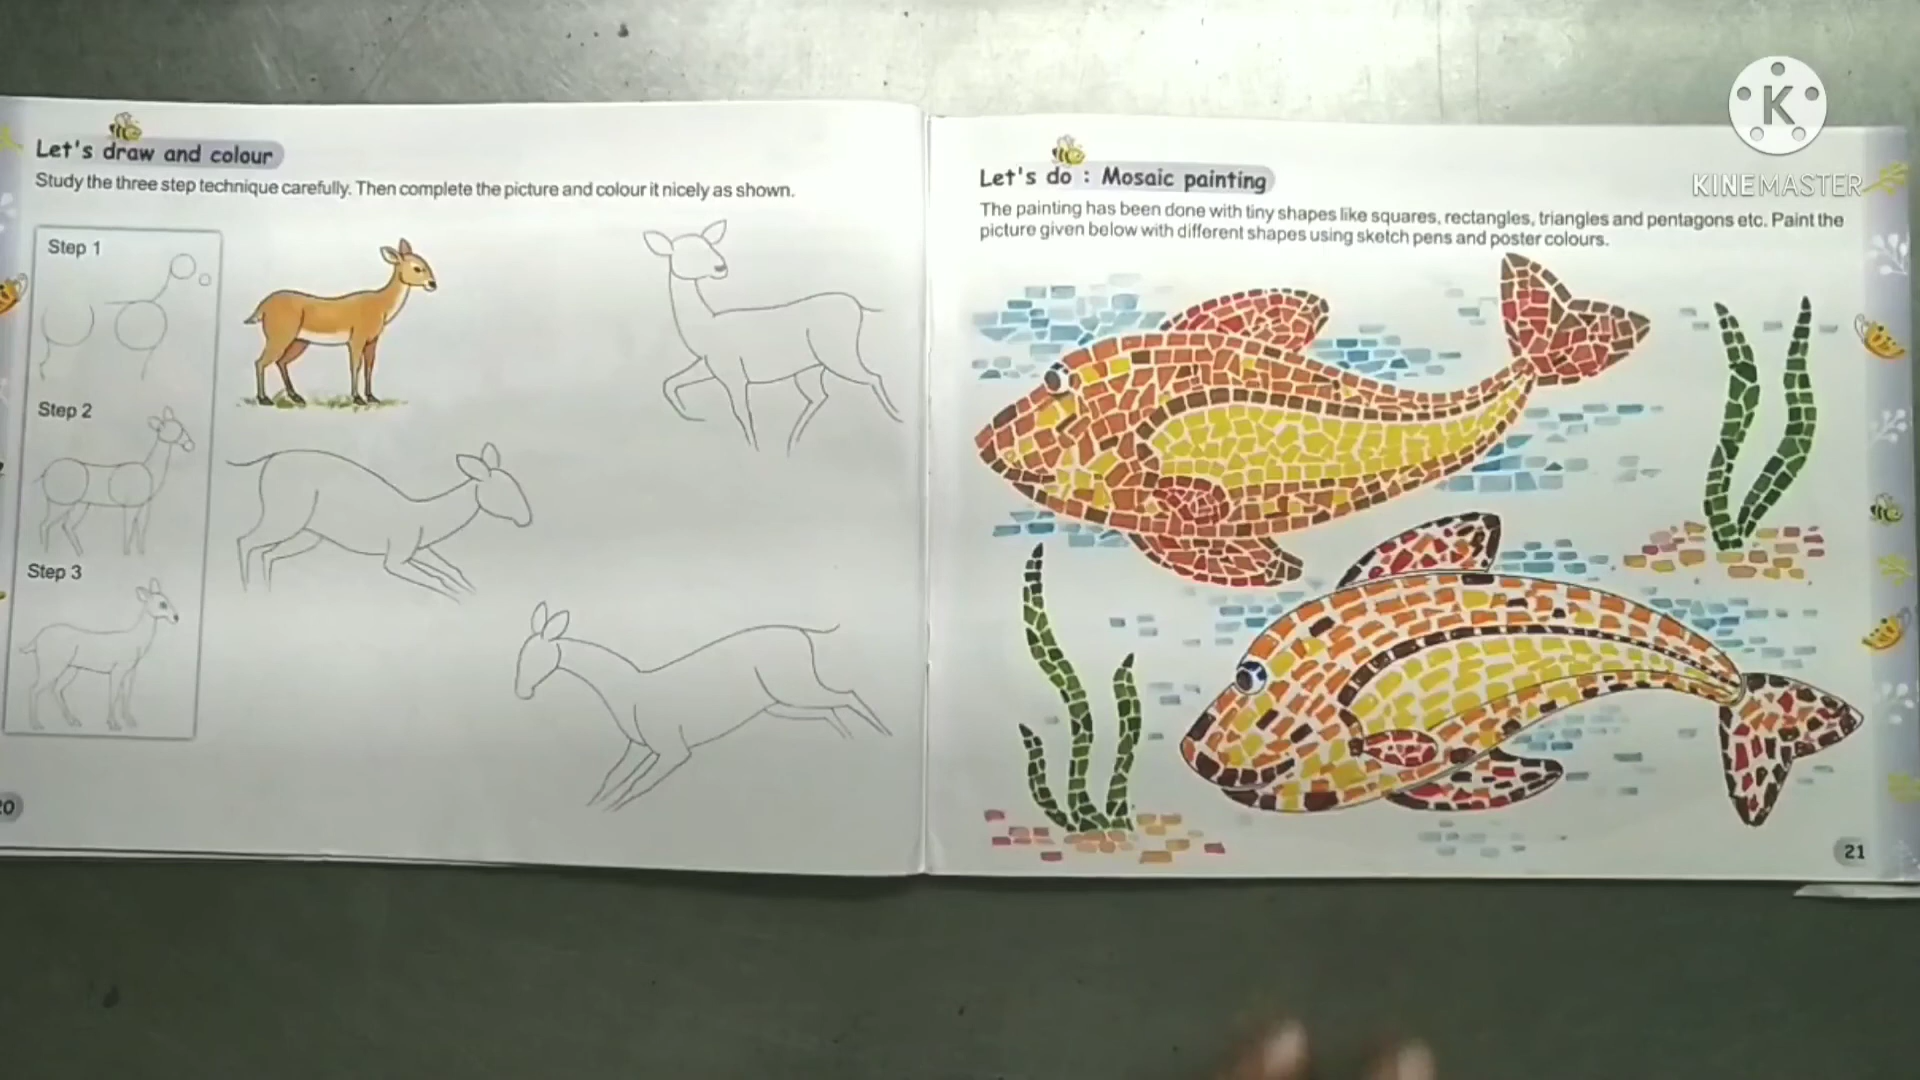 Let's draw and colour
Study the three step technique carefully. Then complete the picture and colour it nicely as shown.
Step 1
Step 2
Step 3
20
Let's do : Mosaic painting
The painting has been done with tiny shapes like squares, rectangles, triangles and pentagons etc. Paint the
picture given below with different shapes using sketch pens and poster colours.
21
K
KINEMASTER